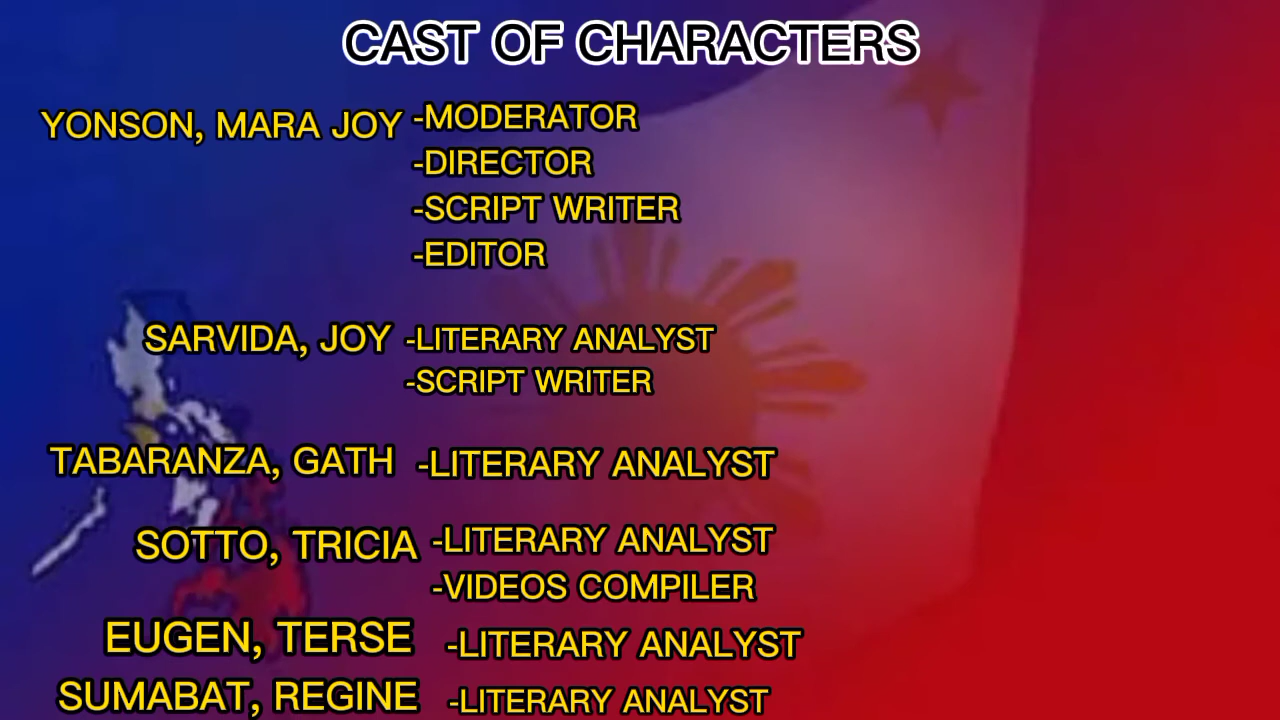 CAST OF CHARACTERS
YONSON, MARA JOY -MODERATOR
-DIRECTOR
-SCRIPT WRITER
-EDITOR
SARVIDA, JOY -LITERARY ANALYST
-SCRIPT WRITER
TABARANZA, GATH -LITERARY ANALYST
SOTTO, TRICIA -LITERARY ANALYST
-VIDEOS COMPILER
EUGEN, TERSE -LITERARY ANALYST
SUMABAT, REGINE -LITERARY ANALYST